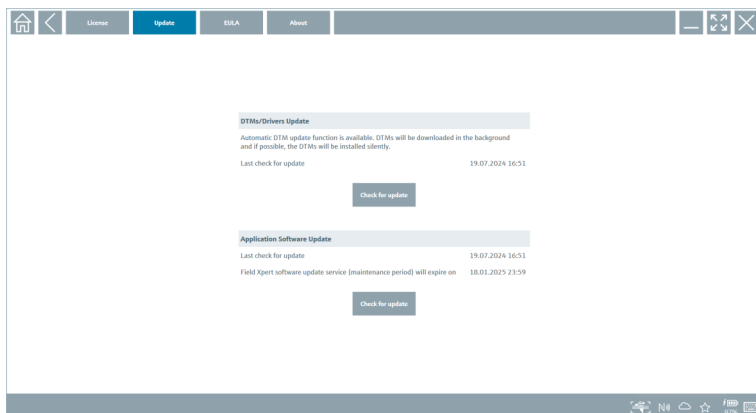 License
Update
EULA
About
DTMs/Drivers Update
Automatic DTM update function is available. DTMs will be downloaded in the background
and if possible, the DTMs will be installed silently.
Last check for update 19.07.2024 16:51
Check for update
Application Software Update
Last check for update 19.07.2024 16:51
Field Xpert software update service (maintenance period) will expire on 18.01.2025 23:59
Check for update